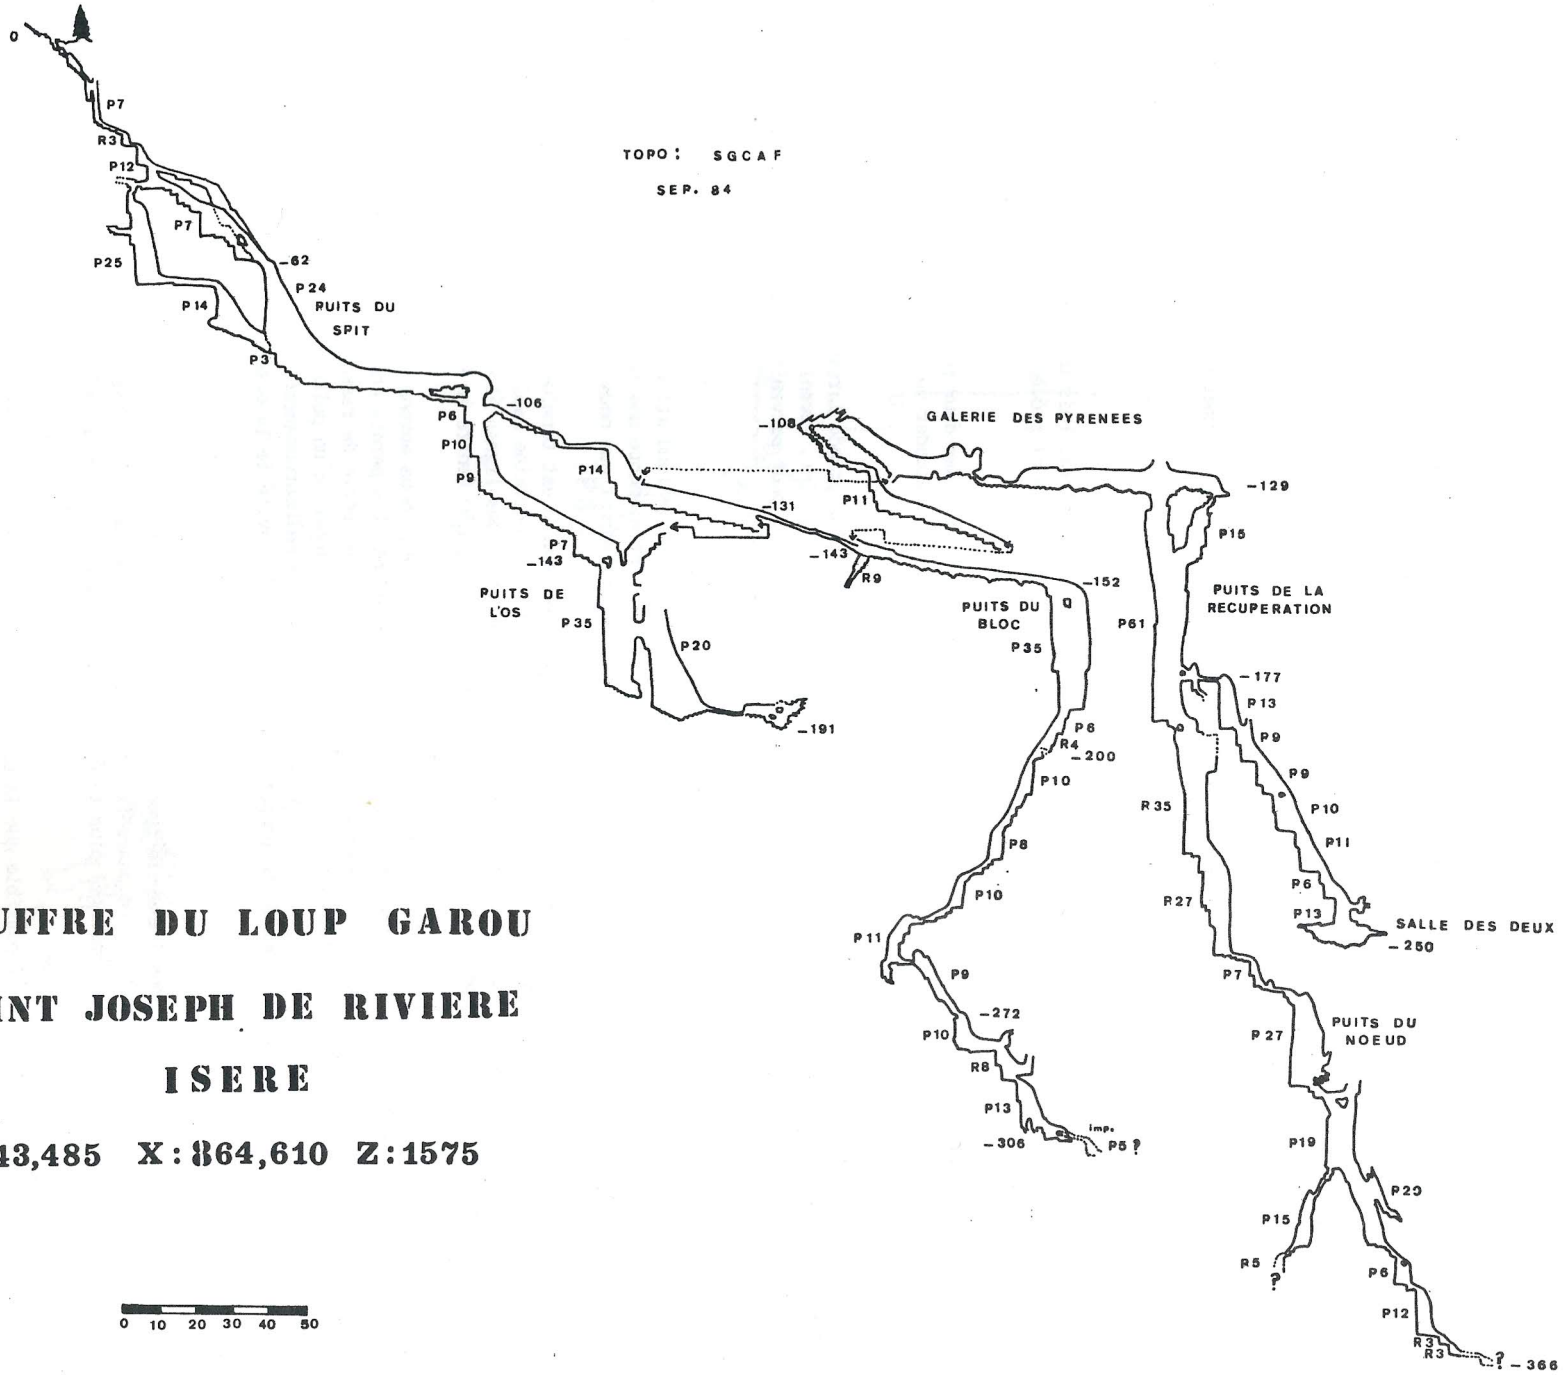 0
P7
R3
P12
P7
P25
P14
P3
-62
P24
PUITS DU
SPIT
TOPO: SGCAF
SEP. 84
-106
P6
P10
P9
P14
P7
-143
PUITS DE
L'OS
P35
P20
-191
-131
-108
GALERIE DES PYRENEES
P11
-143
R9
-152
PUITS DU
BLOC
P35
P6
R4
-200
P10
P8
P10
P11
P9
-272
P10
R8
P13
-306
imp.
P5 ?
-129
P15
PUITS DE LA
RECUPERATION
P61
-177
P13
P9
P9
P10
P11
P6
P13
SALLE DES DEUX
-250
R35
P27
P7
PUITS DU
NOEUD
P27
P19
P20
P15
P5
?
P6
P12
R3
R3
? -366
UFFRE DU LOUP GAROU
INT JOSEPH DE RIVIERE
ISERE
43,485 X:864,610 Z:1575
0 10 20 30 40 50